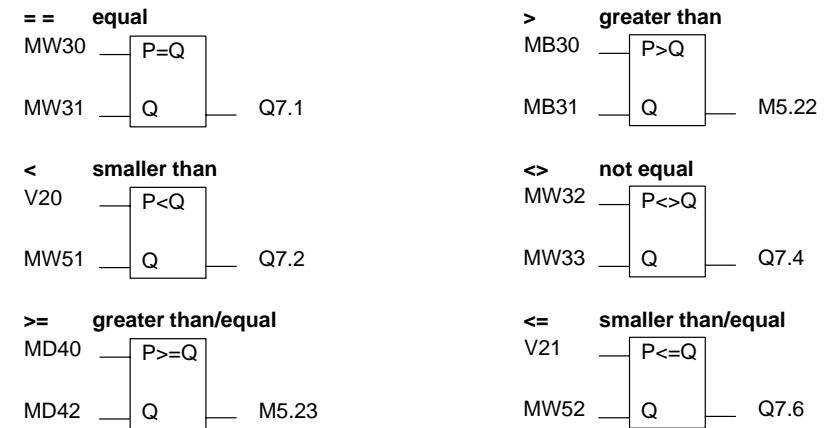 = = equal
MW30 P=Q
MW31 Q Q7.1
> greater than
MB30 P>Q
MB31 Q M5.22
< smaller than
V20 P<Q
MW51 Q Q7.2
<> not equal
MW32 P<>Q
MW33 Q Q7.4
>= greater than/equal
MD40 P>=Q
MD42 Q M5.23
<= smaller than/equal
V21 P<=Q
MW52 Q Q7.6